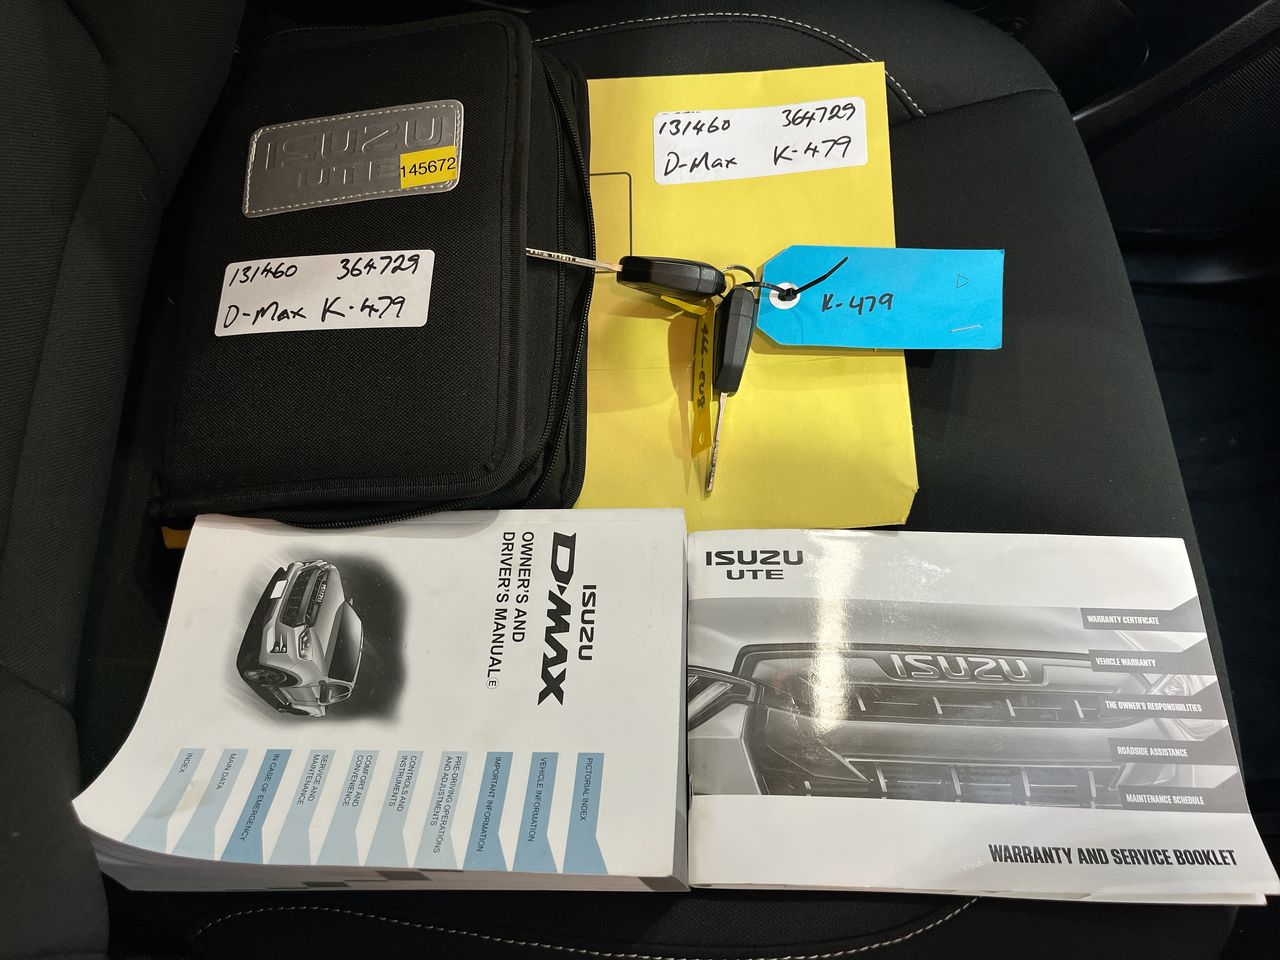 ISUZU
UTE
145672
131460 364729
D-Max K-479
131460 364729
D-Max K-479
K-479
D
ISUZU
D-MAX
OWNER'S AND
DRIVER'S MANUAL E
PICTORIAL INDEX
VEHICLE INFORMATION
IMPORTANT INFORMATION
PRE-DRIVING OPERATIONS
AND ADJUSTMENTS
CONTROLS AND
INSTRUMENTS
COMFORT AND
CONVENIENCE
SERVICE AND
MAINTENANCE
IN CASE OF EMERGENCY
MAIN DATA
INDEX
ISUZU
UTE
ISUZU
WARRANTY CERTIFICATE
VEHICLE WARRANTY
THE OWNER'S RESPONSIBILITIES
ROADSIDE ASSISTANCE
MAINTENANCE SCHEDULE
WARRANTY AND SERVICE BOOKLET